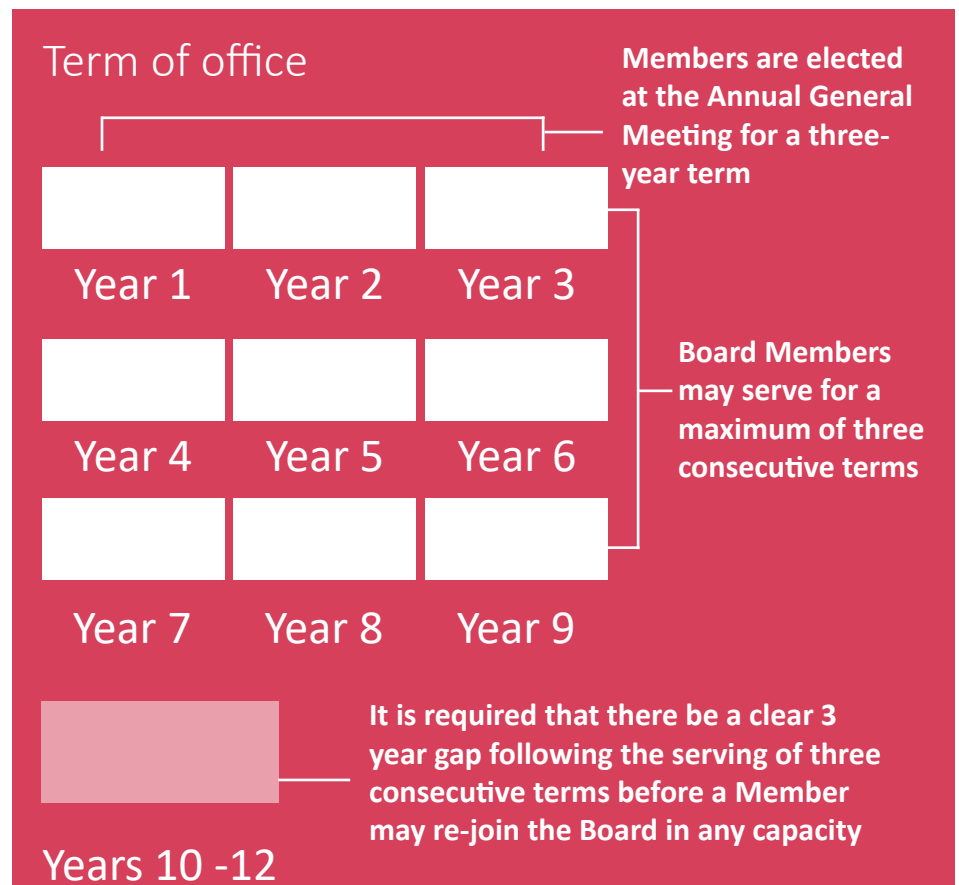 Term of office
Members are elected
at the Annual General
Meeting for a three-
year term
Year 1
Year 2
Year 3
Board Members
may serve for a
maximum of three
consecutive terms
Year 4
Year 5
Year 6
Year 7
Year 8
Year 9
It is required that there be a clear 3
year gap following the serving of three
consecutive terms before a Member
may re-join the Board in any capacity
Years 10 -12